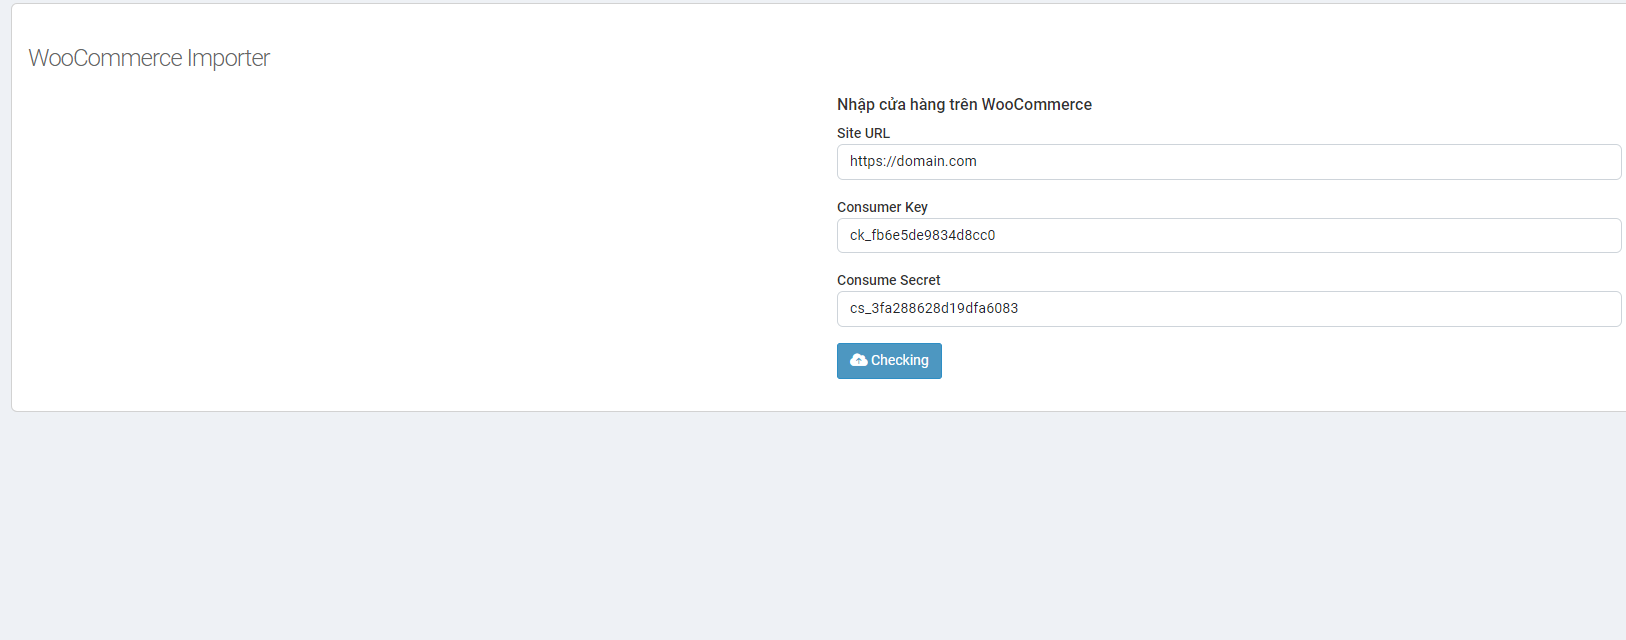 WooCommerce Importer
Nhập cửa hàng trên WooCommerce
Site URL
https://domain.com
Consumer Key
ck_fb6e5de9834d8cc0
Consume Secret
cs_3fa288628d19dfa6083
Checking